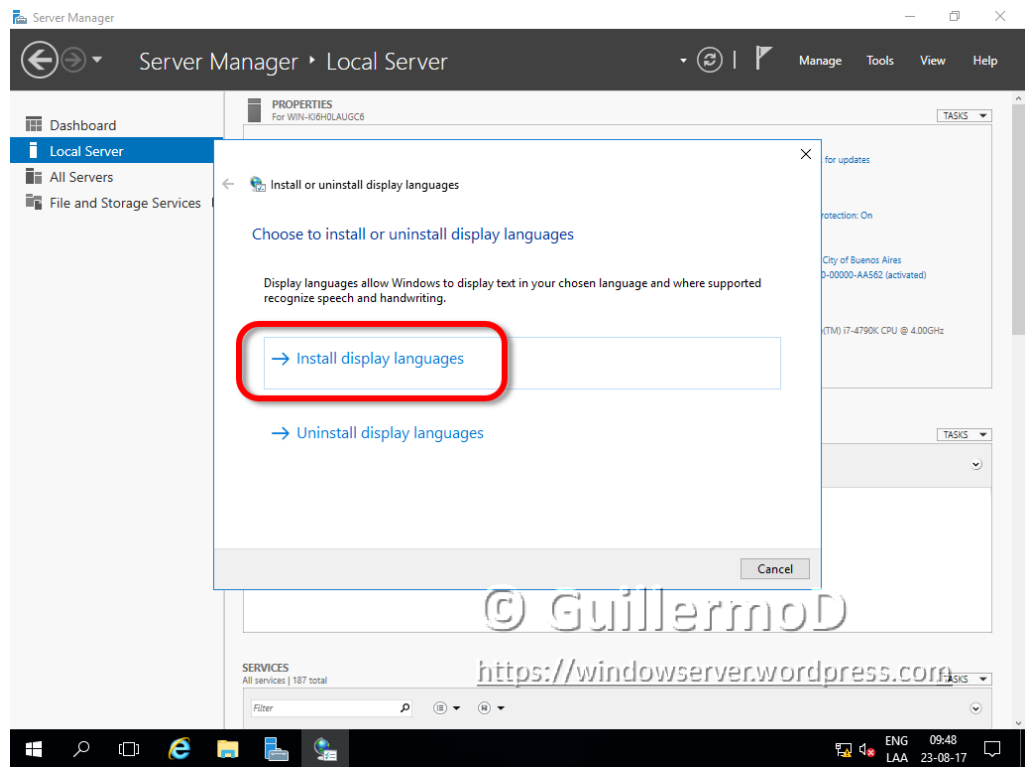 Server Manager
Server Manager • Local Server
Manage Tools View Help
Dashboard
Local Server
All Servers
File and Storage Services
PROPERTIES
For WIN-KI6H0LAUGC6
TASKS
for updates
rotection: On
City of Buenos Aires
0-00000-AA562 (activated)
(TM) i7-4790K CPU @ 4.00GHz
Install or uninstall display languages
Choose to install or uninstall display languages
Display languages allow Windows to display text in your chosen language and where supported
recognize speech and handwriting.
Install display languages
Uninstall display languages
Cancel
TASKS
© GuillermoD
https://windowserver.wordpress.com
SERVICES
All services | 187 total
TASKS
Filter
ENG
LAA
09:48
23-08-17